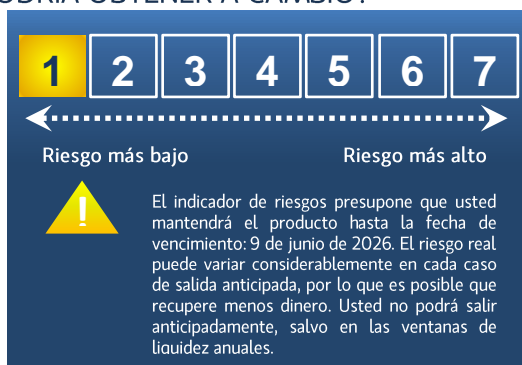 ODRÍA OBTENER A CAMBIO?
1 2 3 4 5 6 7
Riesgo más bajo Riesgo más alto
!
El indicador de riesgos presupone que usted
mantendrá el producto hasta la fecha de
vencimiento: 9 de junio de 2026. El riesgo real
puede variar considerablemente en cada caso
de salida anticipada, por lo que es posible que
recupere menos dinero. Usted no podrá salir
anticipadamente, salvo en las ventanas de
liquidez anuales.